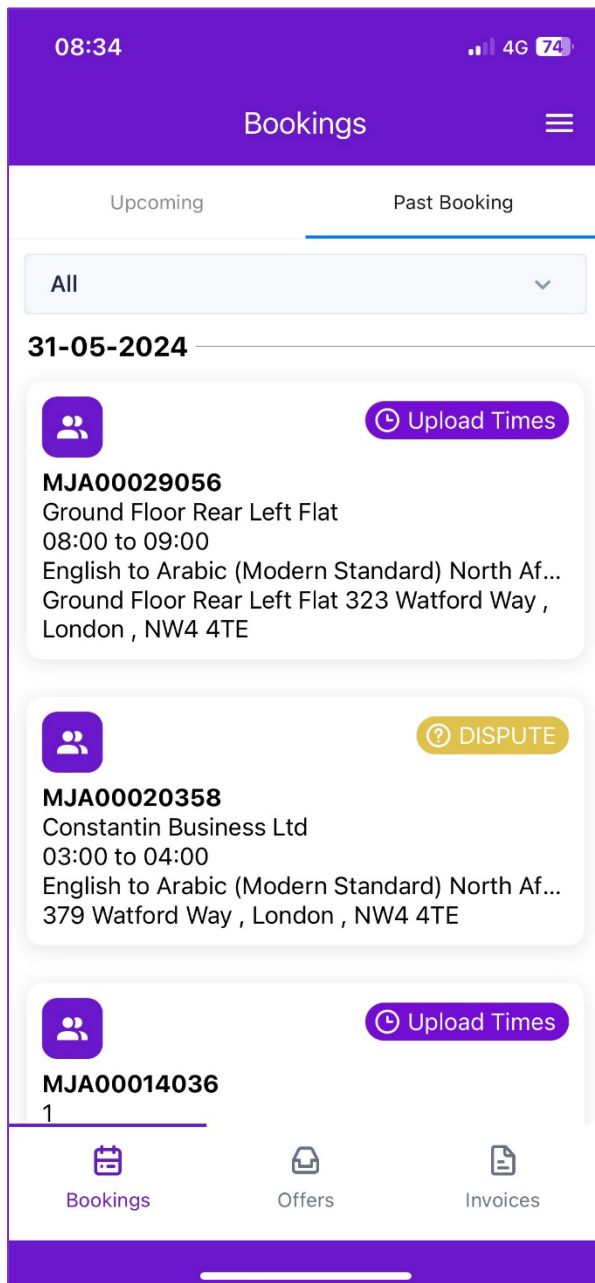 08:34
4G 74
Bookings
Upcoming
Past Booking
All
31-05-2024
Upload Times
MJA00029056
Ground Floor Rear Left Flat
08:00 to 09:00
English to Arabic (Modern Standard) North Af...
Ground Floor Rear Left Flat 323 Watford Way ,
London , NW4 4TE
DISPUTE
MJA00020358
Constantin Business Ltd
03:00 to 04:00
English to Arabic (Modern Standard) North Af...
379 Watford Way , London , NW4 4TE
Upload Times
MJA00014036
1
Bookings
Offers
Invoices